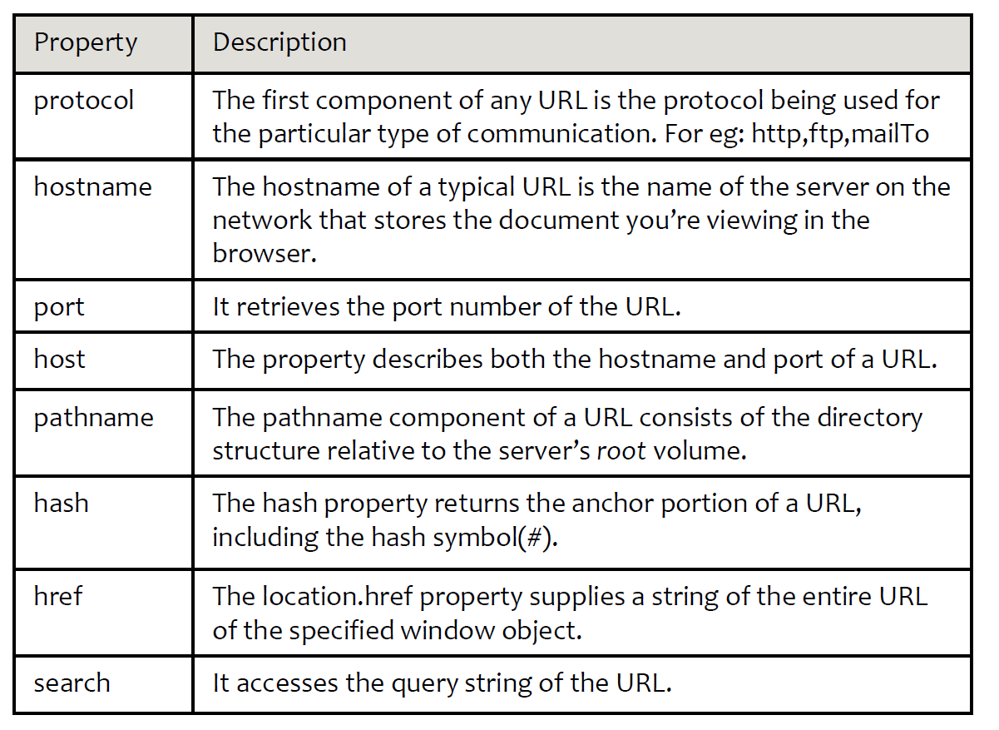 Property
Description
protocol
The first component of any URL is the protocol being used for
the particular type of communication. For eg: http,ftp,mailTo
hostname
The hostname of a typical URL is the name of the server on the
network that stores the document you’re viewing in the
browser.
port
It retrieves the port number of the URL.
host
The property describes both the hostname and port of a URL.
pathname
The pathname component of a URL consists of the directory
structure relative to the server’s root volume.
hash
The hash property returns the anchor portion of a URL,
including the hash symbol(#).
href
The location.href property supplies a string of the entire URL
of the specified window object.
search
It accesses the query string of the URL.